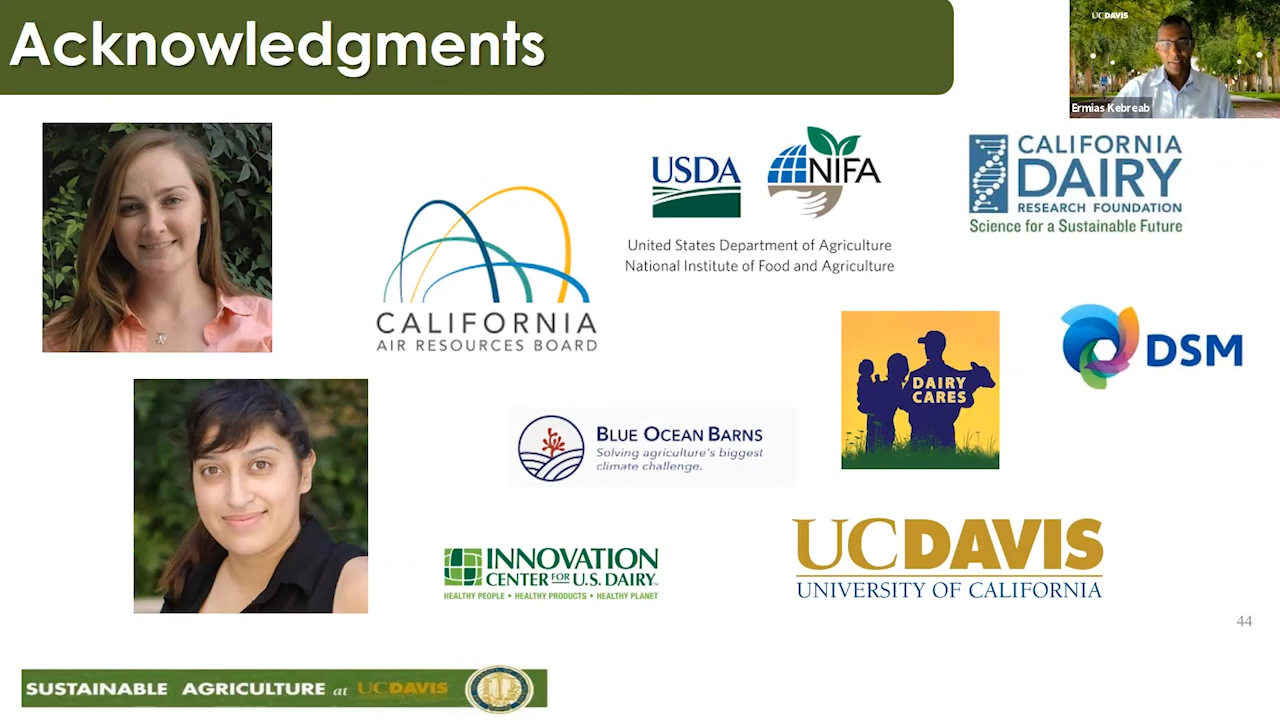 Acknowledgments
UCDAVIS
Ermias Kebreab
CALIFORNIA
AIR RESOURCES BOARD
USDA
NIFA
United States Department of Agriculture
National Institute of Food and Agriculture
CALIFORNIA
DAIRY
RESEARCH FOUNDATION
Science for a Sustainable Future
DAIRY
CARES
DSM
BLUE OCEAN BARNS
Solving agriculture's biggest
climate challenge.
INNOVATION
CENTER FOR U.S. DAIRY
HEALTHY PEOPLE • HEALTHY PRODUCTS • HEALTHY PLANET
UCDAVIS
UNIVERSITY OF CALIFORNIA
44
SUSTAINABLE AGRICULTURE at UCDAVIS